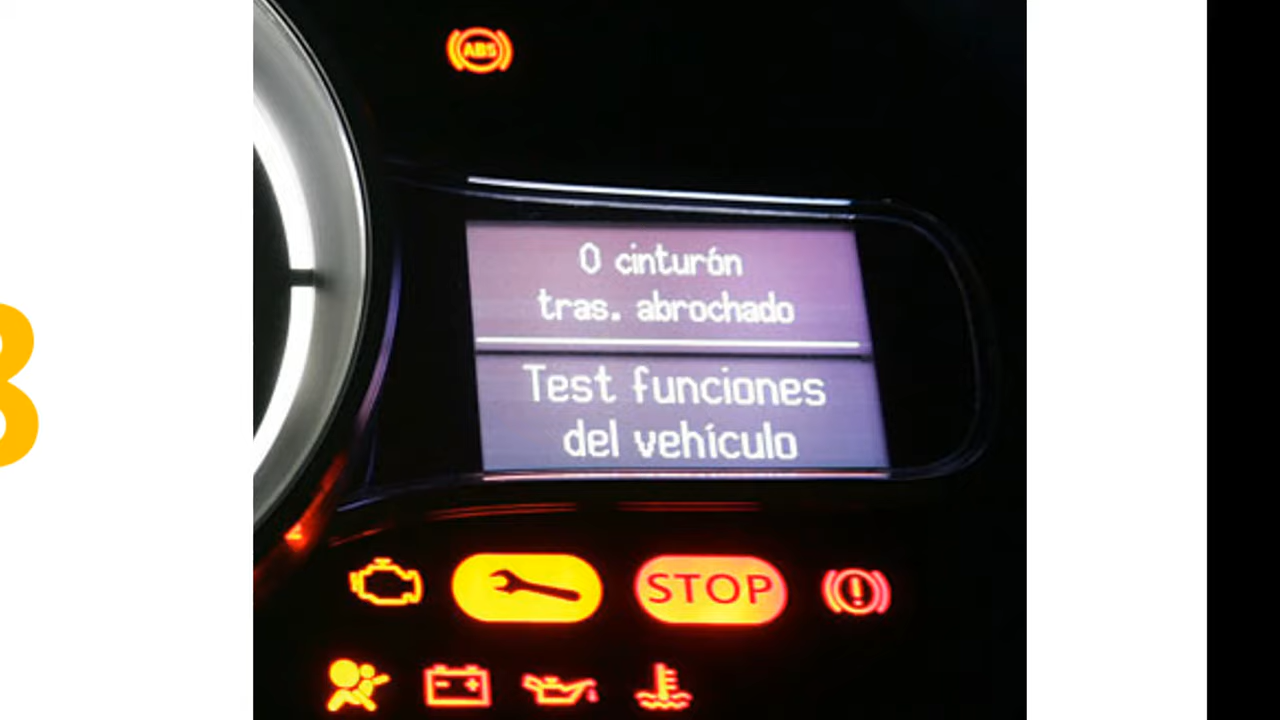 ABS
0 cinturón
tras. abrochado
Test funciones
del vehículo
STOP